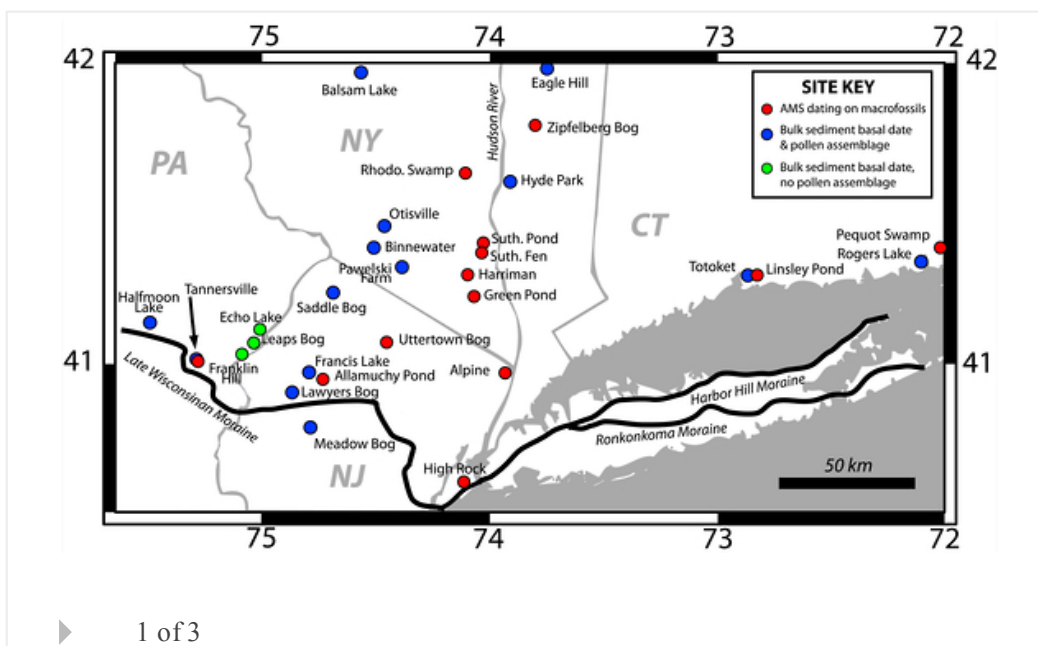 75
74
73
72
42
42
Balsam Lake
Eagle Hill
Hudson River
SITE KEY
AMS dating on macrofossils
Bulk sediment basal date
& pollen assemblage
Bulk sediment basal date,
no pollen assemblage
PA
NY
Zipfelberg Bog
Rhodo. Swamp
Hyde Park
CT
Otisville
Binnewater
Pawelski
Farm
Suth. Pond
Suth. Fen
Harriman
Green Pond
Pequot Swamp
Rogers Lake
Totoket
Linsley Pond
Halfmoon
Lake
Tannersville
Saddle Bog
Echo Lake
Leaps Bog
Uttertown Bog
41
41
Franklin
Hill
Francis Lake
Allamuchy Pond
Alpine
Lawyers Bog
Late Wisconsinan Moraine
Harbor Hill Moraine
Ronkonkoma Moraine
Meadow Bog
NJ
High Rock
50 km
75
74
73
72
1 of 3